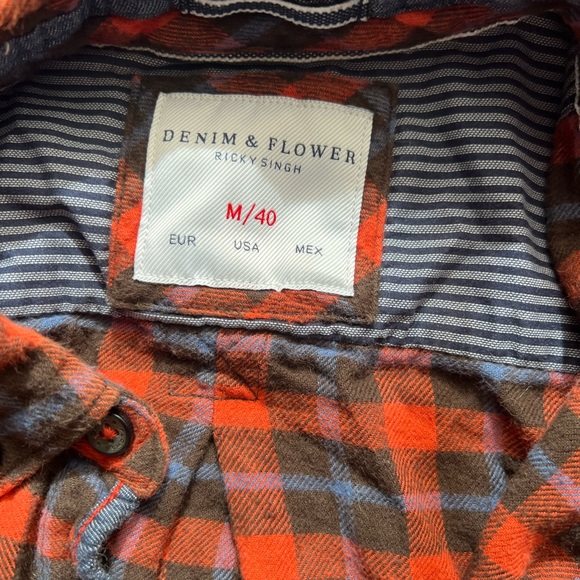 DENIM & FLOWER
RICKY SINGH
M/40
EUR USA MEX